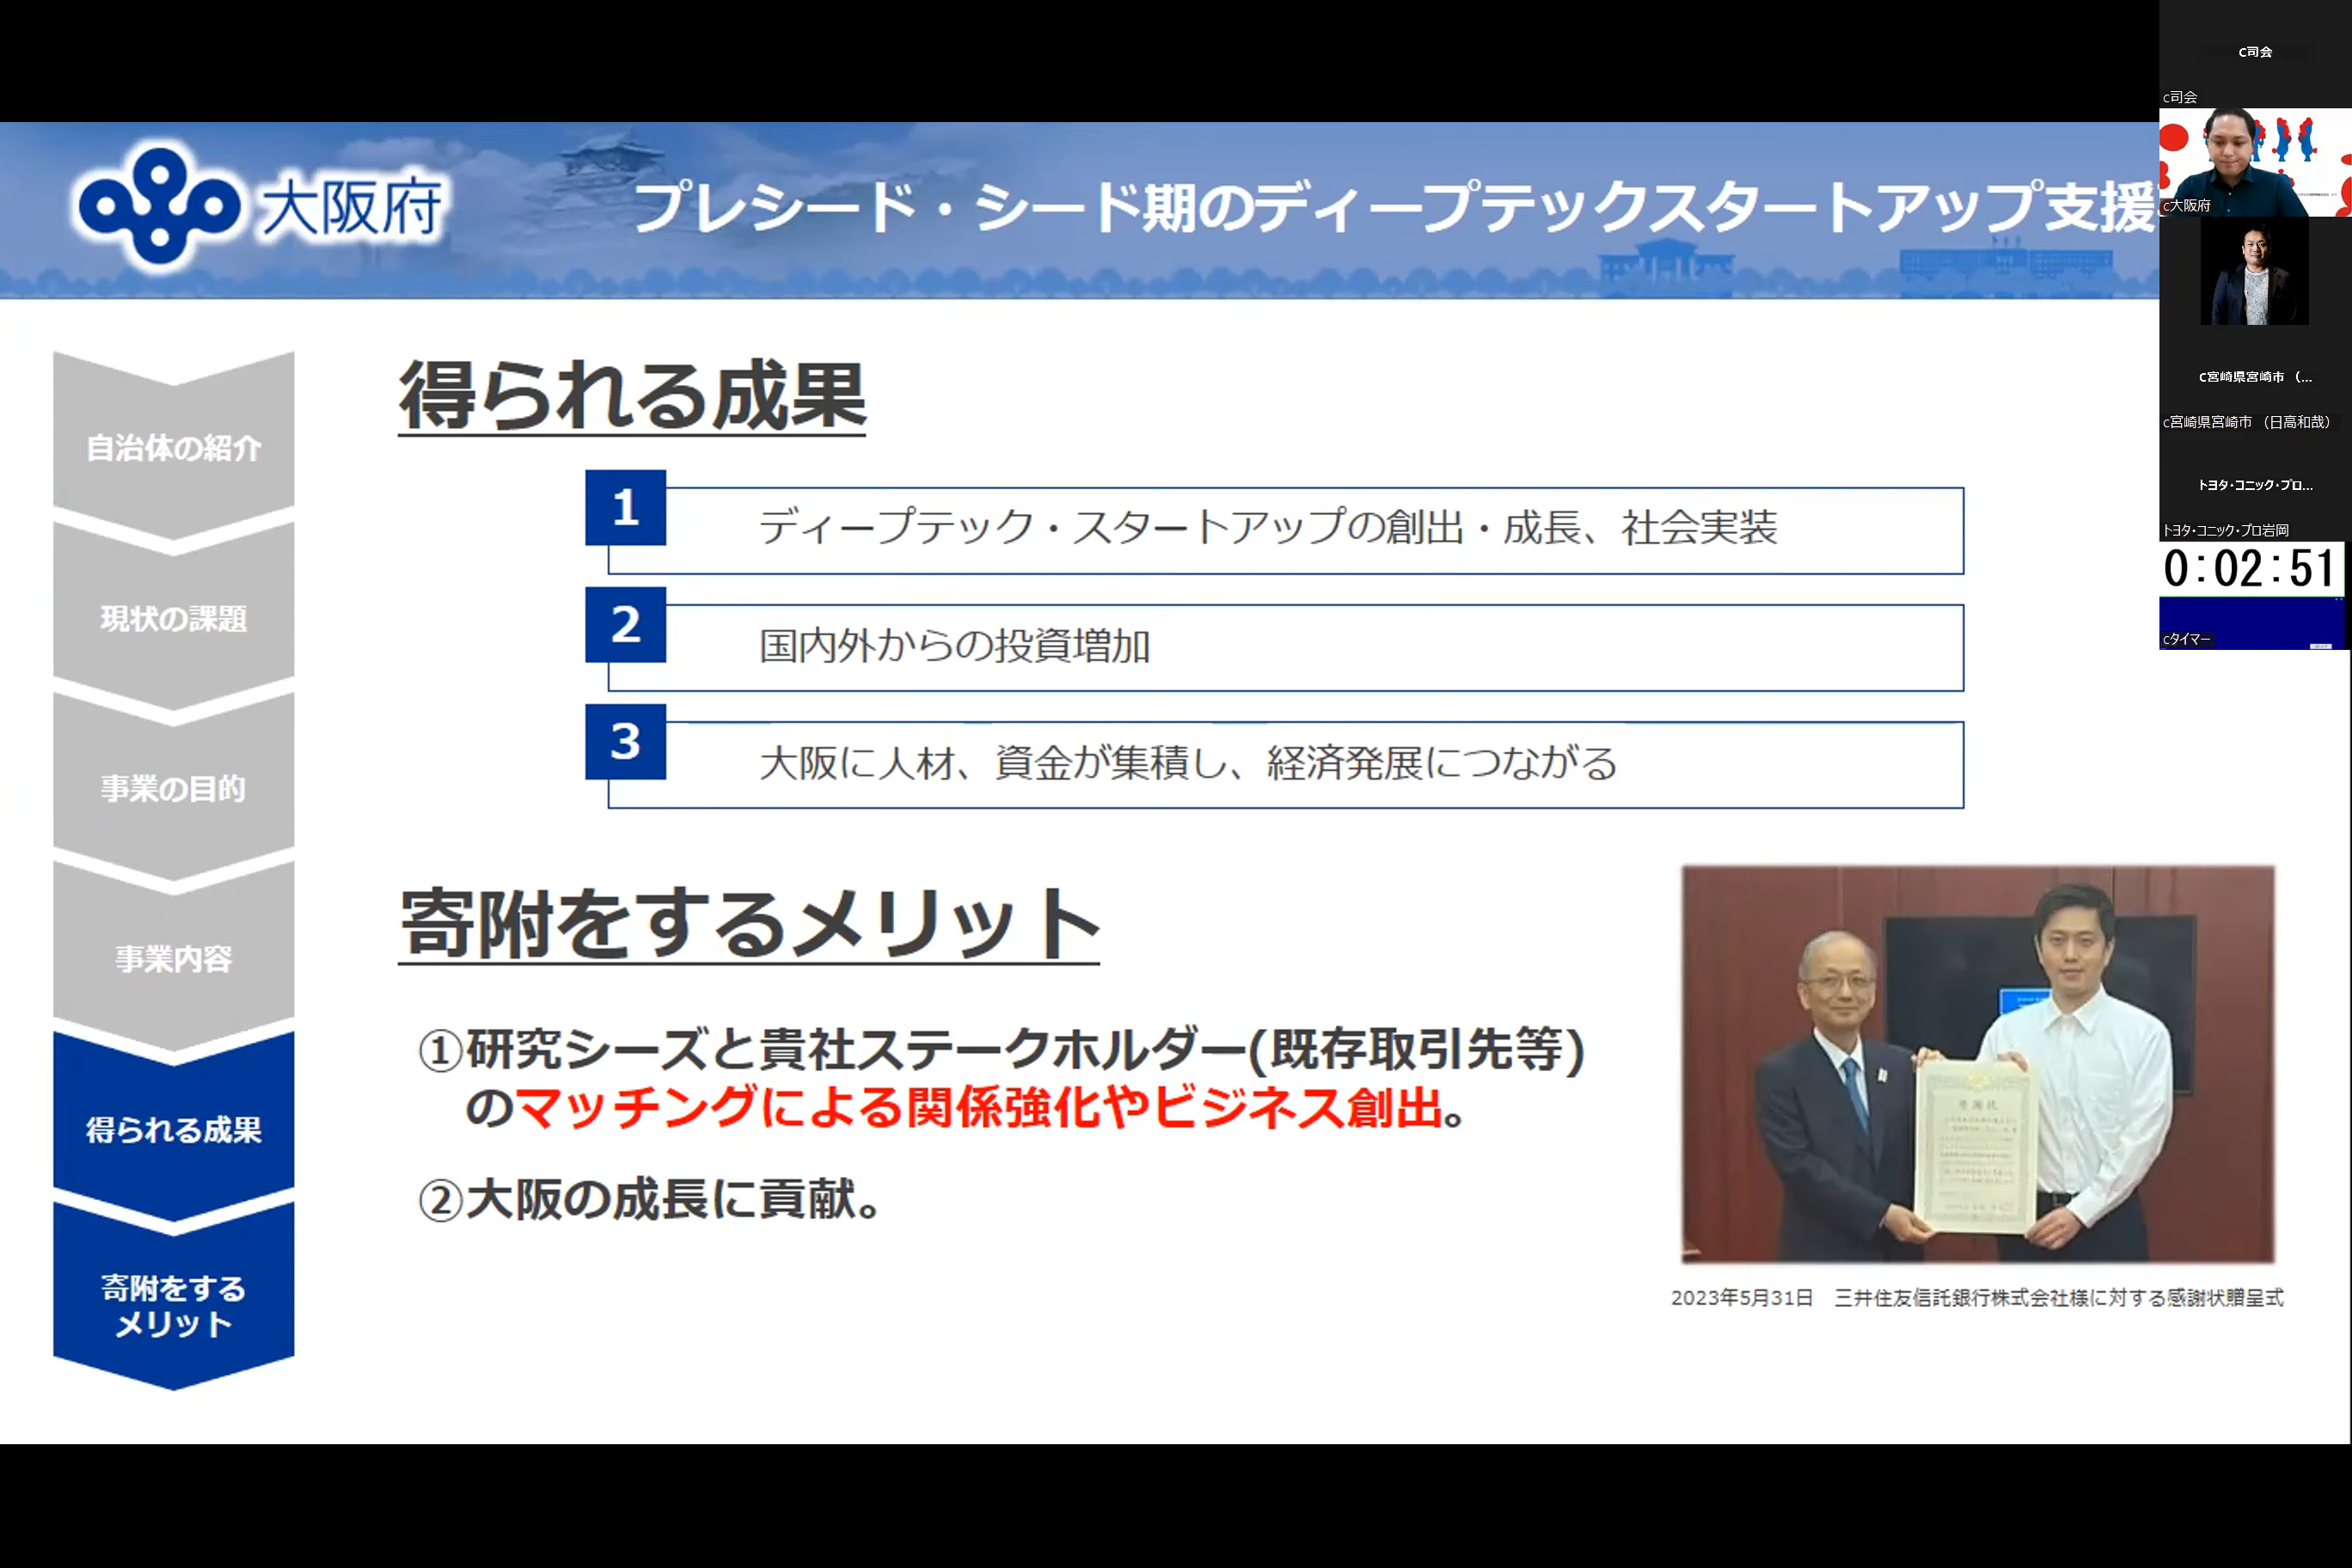 大阪府
プレシード・シード期のディープテックスタートアップ支援
自治体の紹介
現状の課題
事業の目的
事業内容
得られる成果
寄附をする
メリット
得られる成果
1
ディープテック・スタートアップの創出・成長、社会実装
2
国内外からの投資増加
3
大阪に人材、資金が集積し、経済発展につながる
寄附をするメリット
①研究シーズと貴社ステークホルダー(既存取引先等)
のマッチングによる関係強化やビジネス創出。
②大阪の成長に貢献。
感謝状
2023年5月31日　三井住友信託銀行株式会社様に対する感謝状贈呈式
c司会
c司会
c大阪府
c宮崎県宮崎市 （...
c宮崎県宮崎市 （日高和哉）
トヨタ・コニック・プロ...
トヨタ・コニック・プロ岩岡
0:02:51
cタイマー